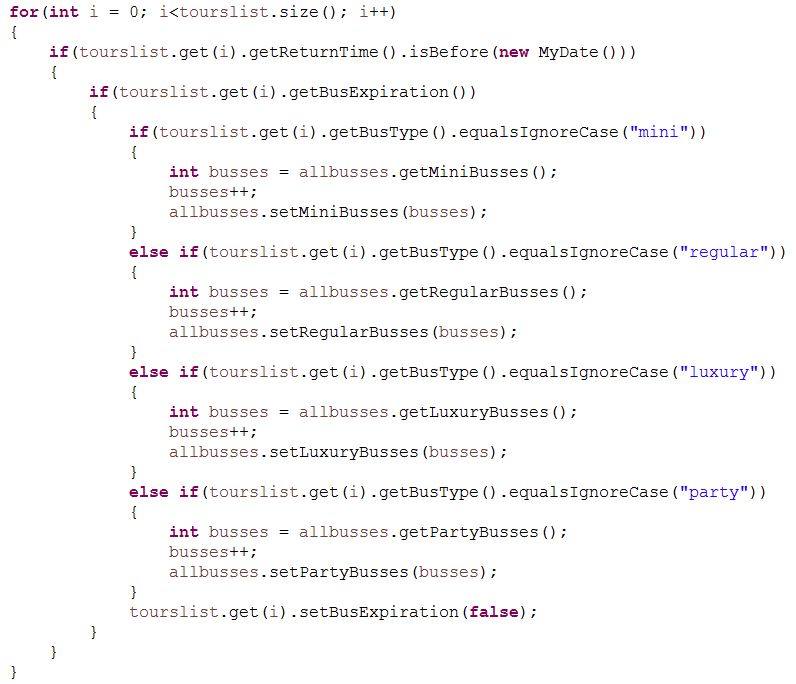 for(int i = 0; i<tourslist.size(); i++)
{
    if(tourslist.get(i).getReturnTime().isBefore(new MyDate()))
    {
        if(tourslist.get(i).getBusExpiration())
        {
            if(tourslist.get(i).getBusType().equalsIgnoreCase("mini"))
            {
                int busses = allbusses.getMiniBusses();
                busses++;
                allbusses.setMiniBusses(busses);
            }
            else if(tourslist.get(i).getBusType().equalsIgnoreCase("regular"))
            {
                int busses = allbusses.getRegularBusses();
                busses++;
                allbusses.setRegularBusses(busses);
            }
            else if(tourslist.get(i).getBusType().equalsIgnoreCase("luxury"))
            {
                int busses = allbusses.getLuxuryBusses();
                busses++;
                allbusses.setLuxuryBusses(busses);
            }
            else if(tourslist.get(i).getBusType().equalsIgnoreCase("party"))
            {
                int busses = allbusses.getPartyBusses();
                busses++;
                allbusses.setPartyBusses(busses);
            }
            tourslist.get(i).setBusExpiration(false);
        }
    }
}